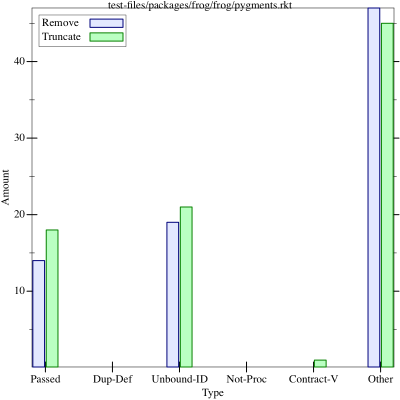 test-files/packages/frog/frog/pygments.rkt
Remove
Truncate
40
30
20
10
Amount
Passed Dup-Def Unbound-ID Not-Proc Contract-V Other
Type